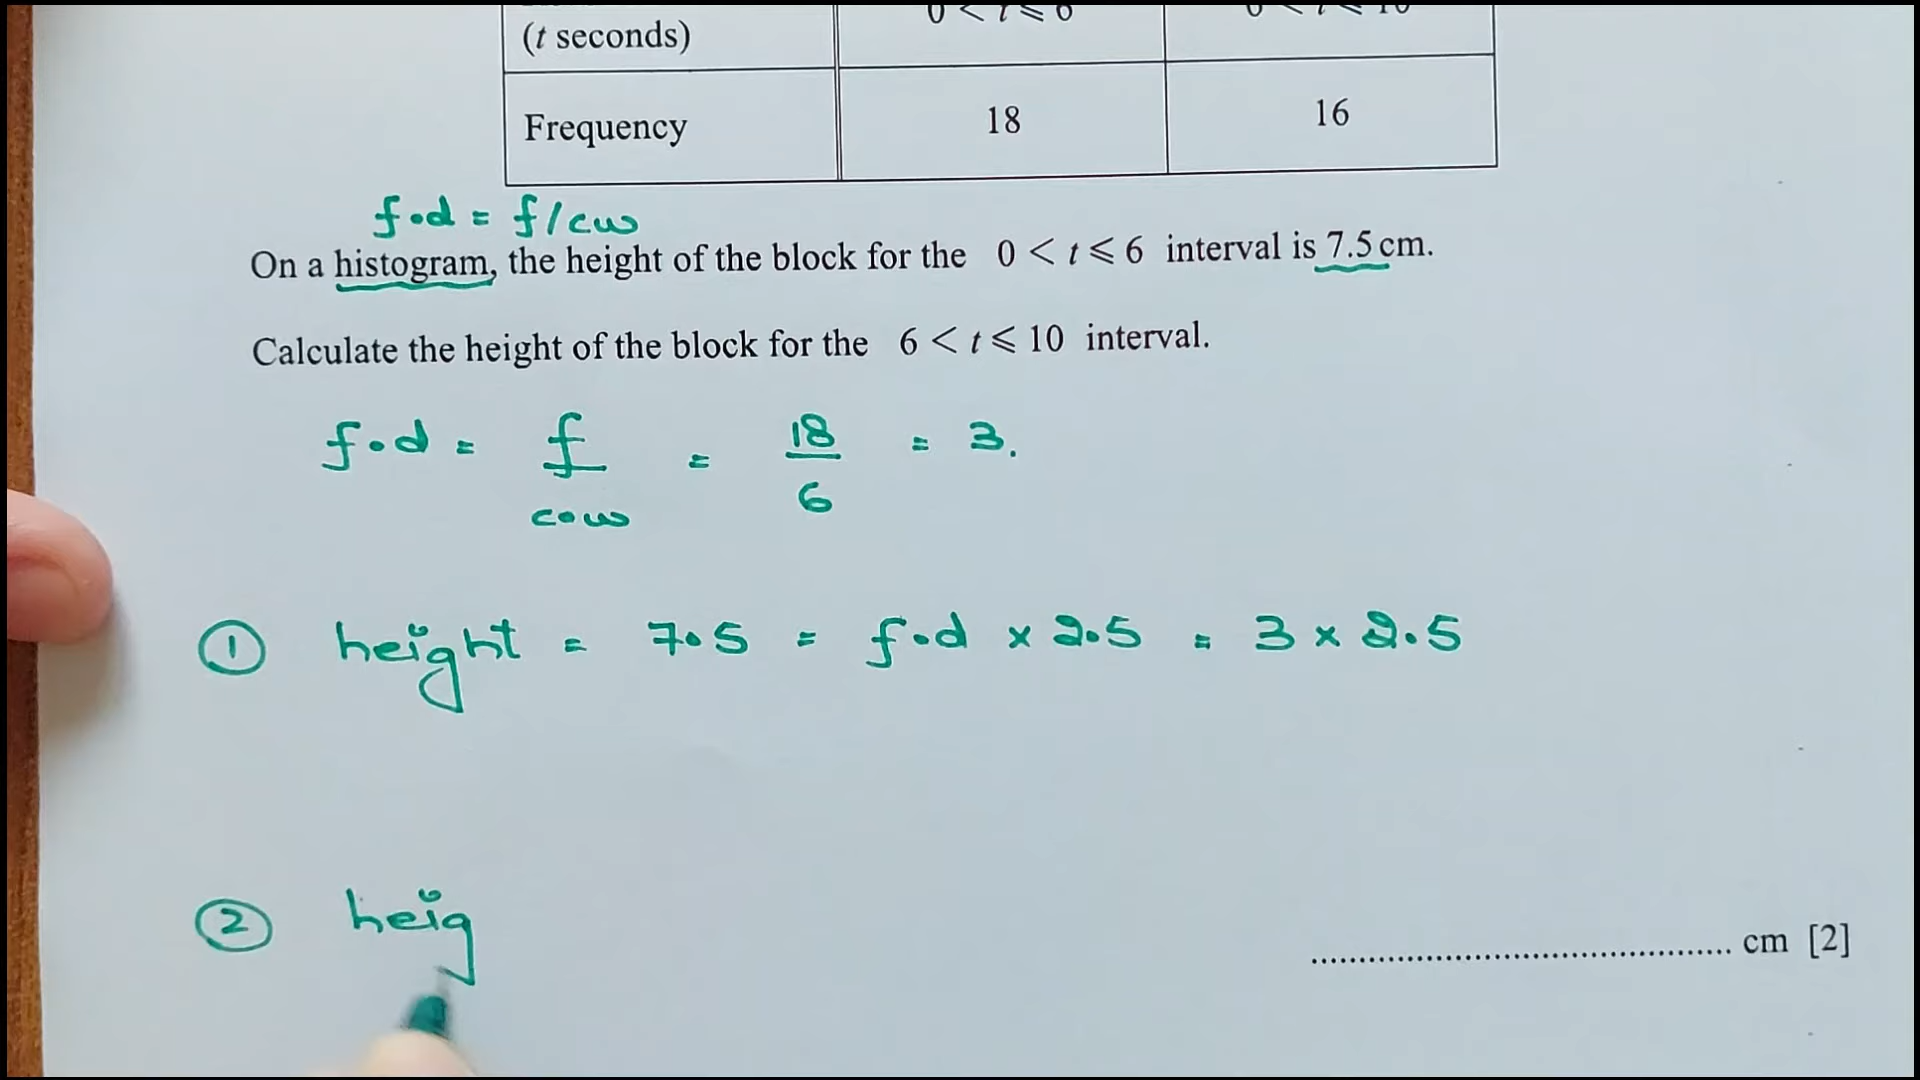 (t seconds)
Frequency 18 16
f.d = f/cw
On a histogram, the height of the block for the 0 < t ⩽ 6 interval is 7.5 cm.
Calculate the height of the block for the 6 < t ⩽ 10 interval.
f.d = f/c.w = 18/6 = 3.
① height = 7.5 = f.d × 2.5 = 3 × 2.5
② heig
.......................................... cm [2]